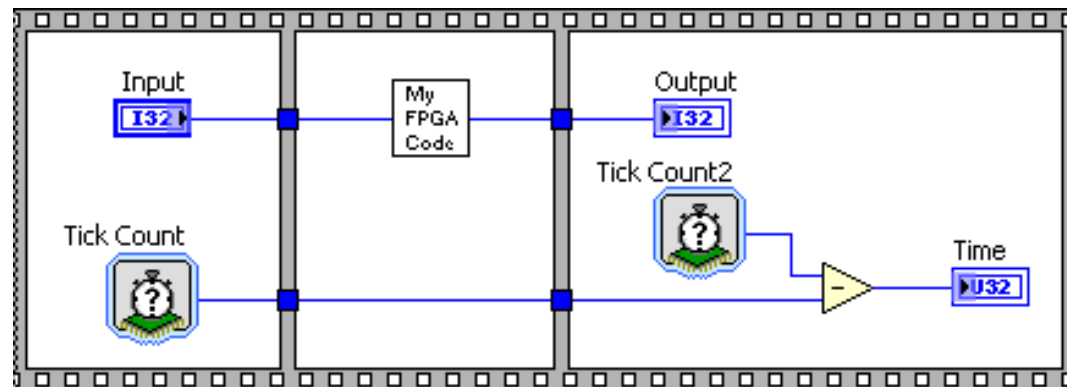 Input
I32
My
FPGA
Code
Output
I32
Tick Count2
?
Tick Count
?
Time
U32